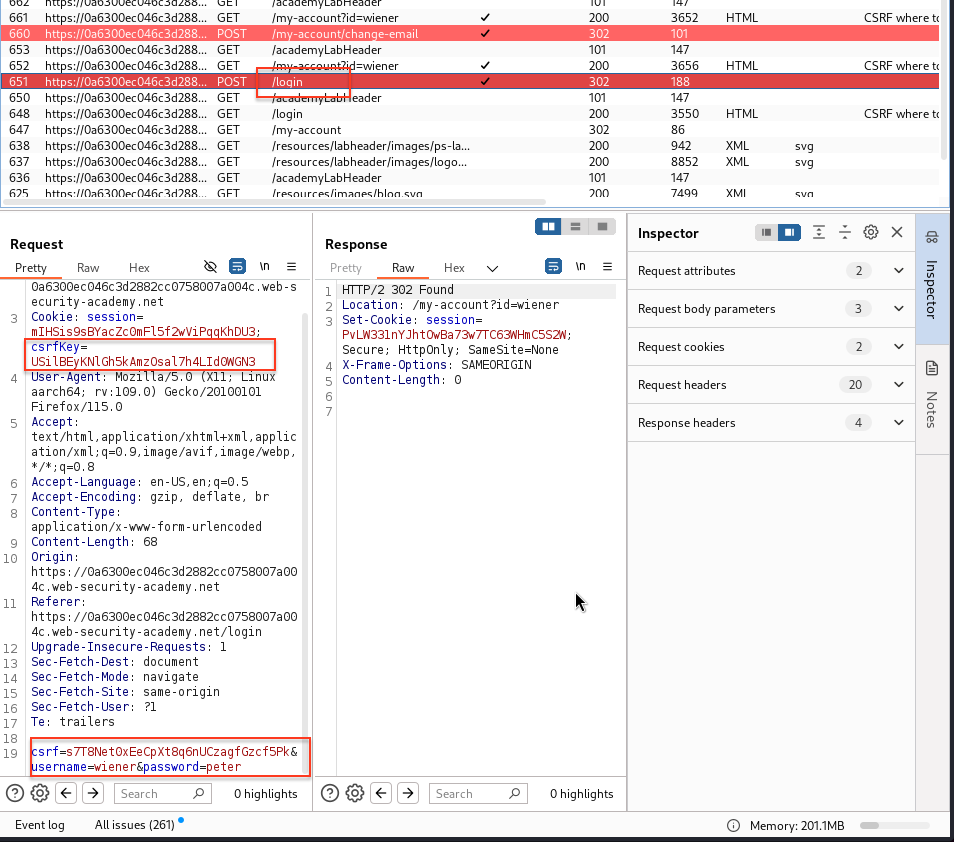 662 https://0a6300ec046c3d288... GET /academyLabHeader 101 147
661 https://0a6300ec046c3d288... GET /my-account?id=wiener ✓ 200 3652 HTML CSRF where to
660 https://0a6300ec046c3d288... POST /my-account/change-email ✓ 302 101
653 https://0a6300ec046c3d288... GET /academyLabHeader 101 147
652 https://0a6300ec046c3d288... GET /my-account?id=wiener ✓ 200 3656 HTML CSRF where to
651 https://0a6300ec046c3d288... POST /login ✓ 302 188
650 https://0a6300ec046c3d288... GET /academyLabHeader 101 147
648 https://0a6300ec046c3d288... GET /login 200 3550 HTML CSRF where to
647 https://0a6300ec046c3d288... GET /my-account 302 86
638 https://0a6300ec046c3d288... GET /resources/labheader/images/ps-la... 200 942 XML svg
637 https://0a6300ec046c3d288... GET /resources/labheader/images/logo... 200 8852 XML svg
636 https://0a6300ec046c3d288... GET /academyLabHeader 101 147
625 https://0a6300ec046c3d288... GET /resources/images/blog.svg 200 7499 XML svg
Request
Pretty Raw Hex \n
0a6300ec046c3d2882cc0758007a004c.web-s
ecurity-academy.net
3 Cookie: session=
mIHSis9sBYacZc0mFl5f2wViPqqKhDU3;
csrfKey=
USilBEyKNlGh5kAmzOsal7h4LIdOWGN3
4 User-Agent: Mozilla/5.0 (X11; Linux
aarch64; rv:109.0) Gecko/20100101
Firefox/115.0
5 Accept:
text/html,application/xhtml+xml,applic
ation/xml;q=0.9,image/avif,image/webp,
*/*;q=0.8
6 Accept-Language: en-US,en;q=0.5
7 Accept-Encoding: gzip, deflate, br
8 Content-Type:
application/x-www-form-urlencoded
9 Content-Length: 68
10 Origin:
https://0a6300ec046c3d2882cc0758007a00
4c.web-security-academy.net
11 Referer:
https://0a6300ec046c3d2882cc0758007a00
4c.web-security-academy.net/login
12 Upgrade-Insecure-Requests: 1
13 Sec-Fetch-Dest: document
14 Sec-Fetch-Mode: navigate
15 Sec-Fetch-Site: same-origin
16 Sec-Fetch-User: ?1
17 Te: trailers
18
19 csrf=s7T8Net0xEeCpXt8q6nUCzagfGzcf5Pk&
username=wiener&password=peter
Search 0 highlights
Response
Pretty Raw Hex \n
1 HTTP/2 302 Found
2 Location: /my-account?id=wiener
3 Set-Cookie: session=
PvLW331nYJhtOwBa73w7TC63WHmC5S2W;
Secure; HttpOnly; SameSite=None
4 X-Frame-Options: SAMEORIGIN
5 Content-Length: 0
6
7
Search 0 highlights
Inspector
Request attributes 2
Request body parameters 3
Request cookies 2
Request headers 20
Response headers 4
Inspector
Notes
Event log All issues (261) Memory: 201.1MB